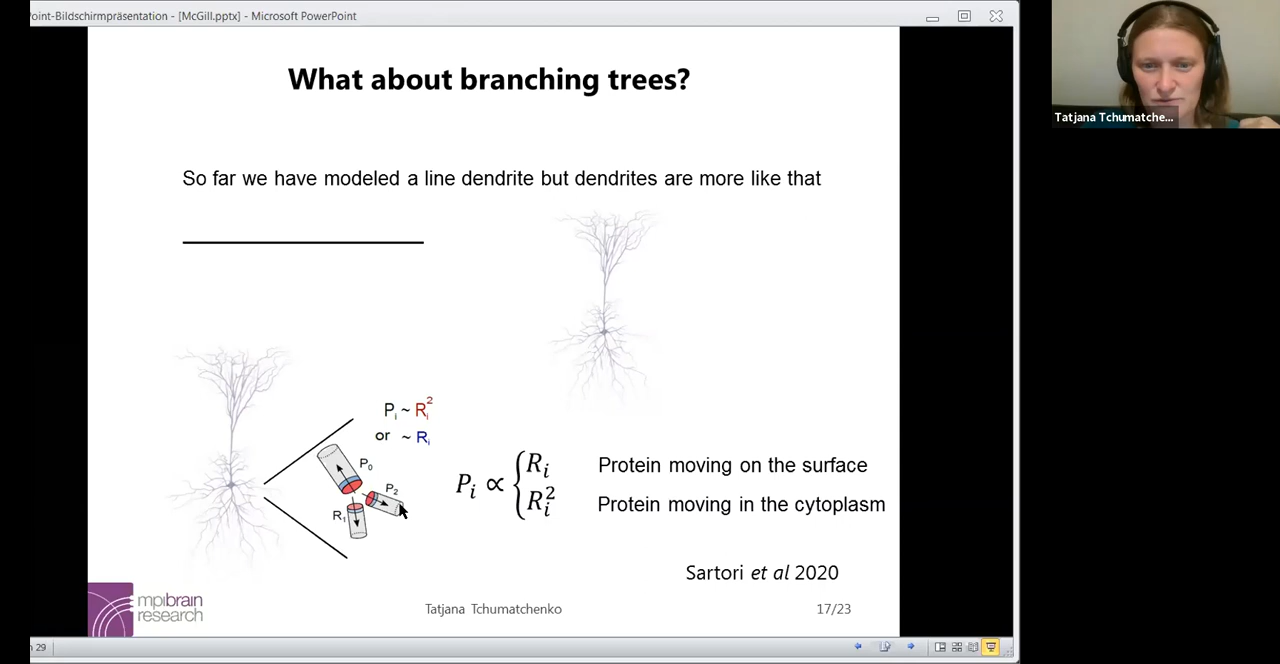 oint-Bildschirmpräsentation - [McGill.pptx] - Microsoft PowerPoint
Tatjana Tchumatche...
What about branching trees?
So far we have modeled a line dendrite but dendrites are more like that
Pᵢ ~ Rᵢ²
or ~ Rᵢ
P₀
P₂
R₁
Pᵢ ∝ { Rᵢ Protein moving on the surface
Rᵢ² Protein moving in the cytoplasm
Sartori et al 2020
mpibrain
research
Tatjana Tchumatchenko
17/23
29